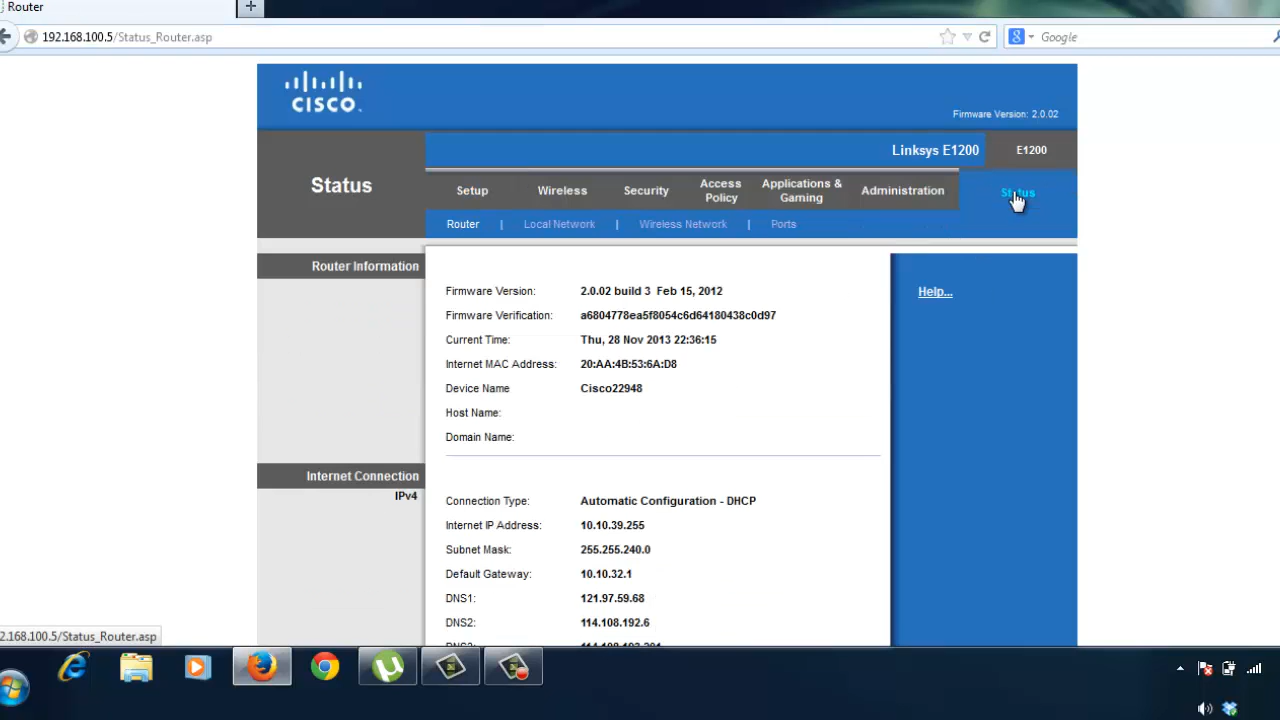 Router
192.168.100.5/Status_Router.asp
Google
CISCO.
Firmware Version: 2.0.02
Linksys E1200
E1200
Status
Setup
Wireless
Security
Access Policy
Applications & Gaming
Administration
Status
Router | Local Network | Wireless Network | Ports
Router Information
Firmware Version: 2.0.02 build 3 Feb 15, 2012
Help...
Firmware Verification: a6804778ea5f8054c6d64180438c0d97
Current Time: Thu, 28 Nov 2013 22:36:15
Internet MAC Address: 20:AA:4B:53:6A:D8
Device Name Cisco22948
Host Name:
Domain Name:
Internet Connection
IPv4
Connection Type: Automatic Configuration - DHCP
Internet IP Address: 10.10.39.255
Subnet Mask: 255.255.240.0
Default Gateway: 10.10.32.1
DNS1: 121.97.59.68
DNS2: 114.108.192.6
2.168.100.5/Status_Router.asp